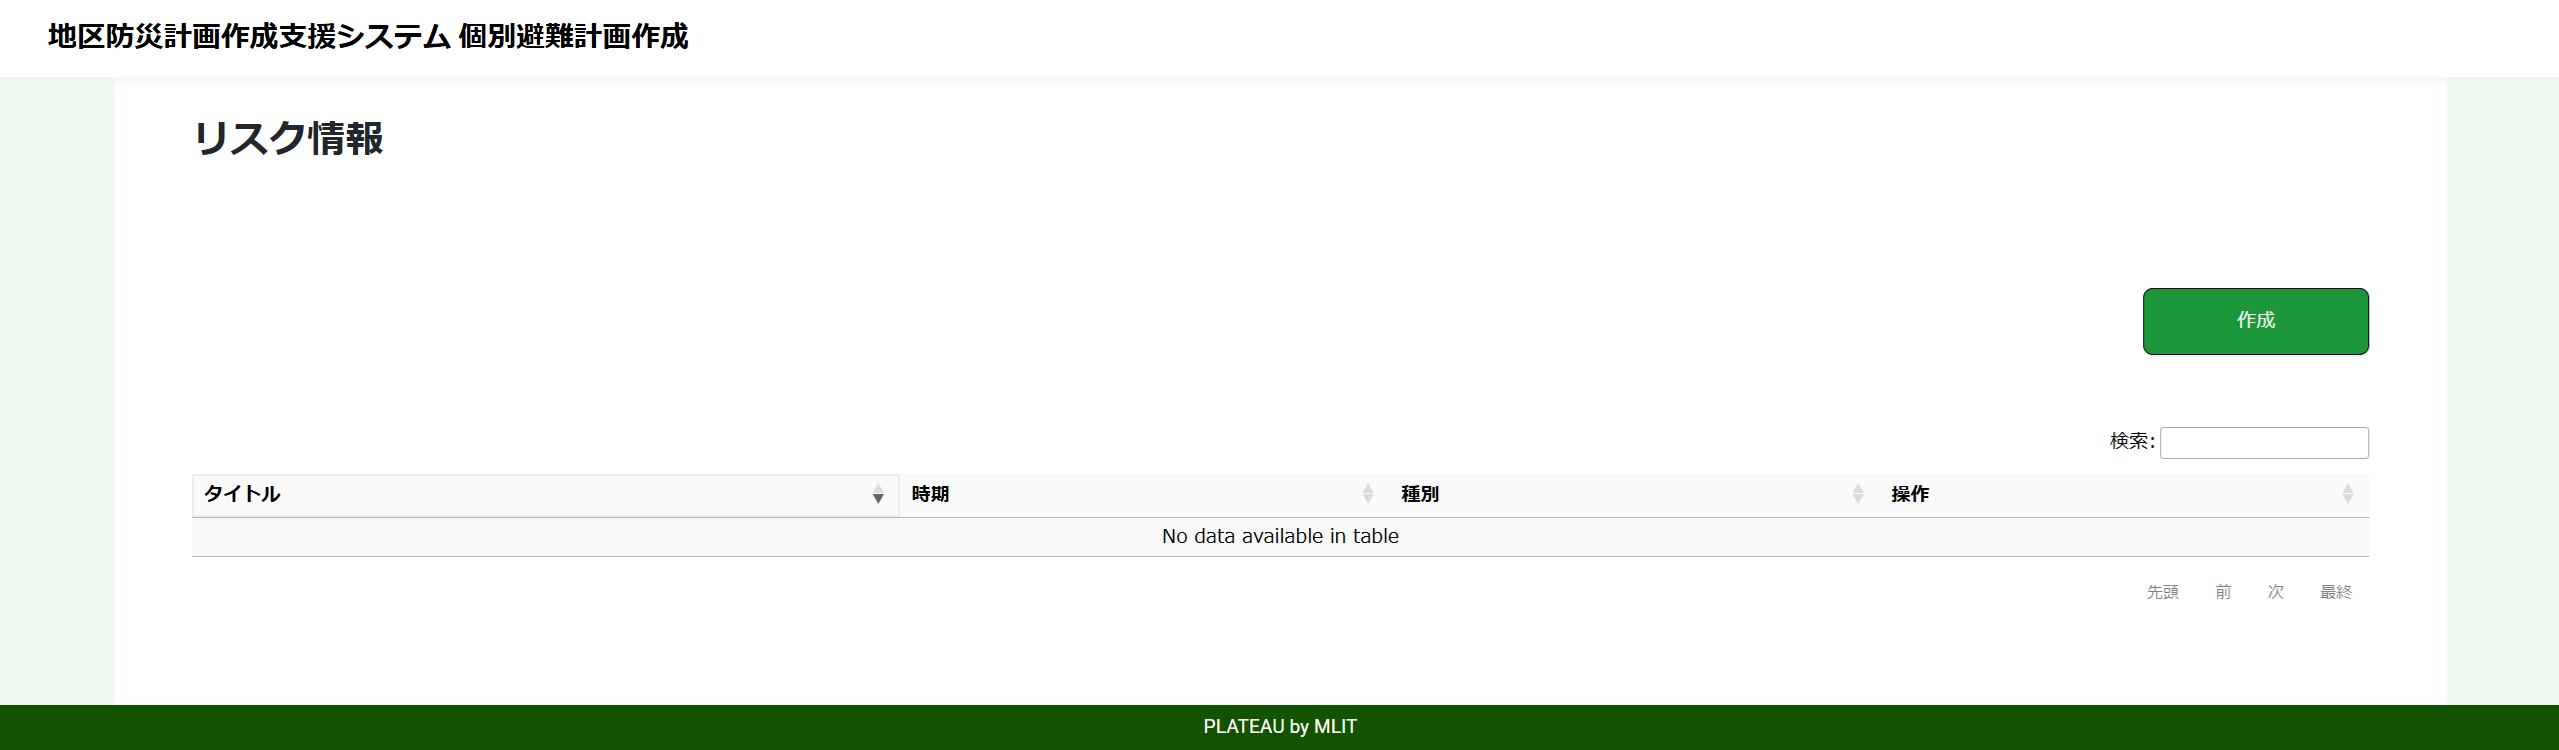 地区防災計画作成支援システム 個別避難計画作成
リスク情報
作成
検索:
タイトル 時期 種別 操作
No data available in table
先頭 前 次 最終
PLATEAU by MLIT